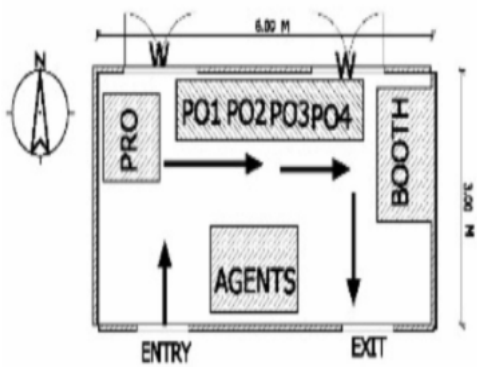 6.00 M
N
W
W
PO1 PO2 PO3 PO4
PRO
BOOTH
3.00 M
AGENTS
ENTRY
EXIT